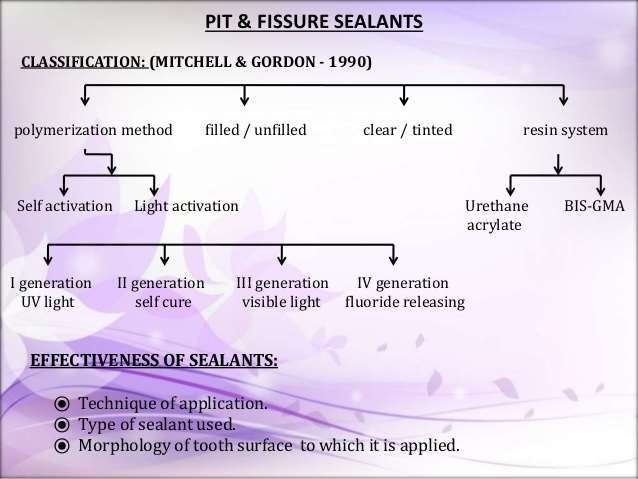 PIT & FISSURE SEALANTS
CLASSIFICATION: (MITCHELL & GORDON - 1990)
polymerization method filled / unfilled clear / tinted resin system
Self activation Light activation Urethane acrylate BIS-GMA
I generation II generation III generation IV generation
UV light self cure visible light fluoride releasing
EFFECTIVENESS OF SEALANTS:
Technique of application.
Type of sealant used.
Morphology of tooth surface to which it is applied.